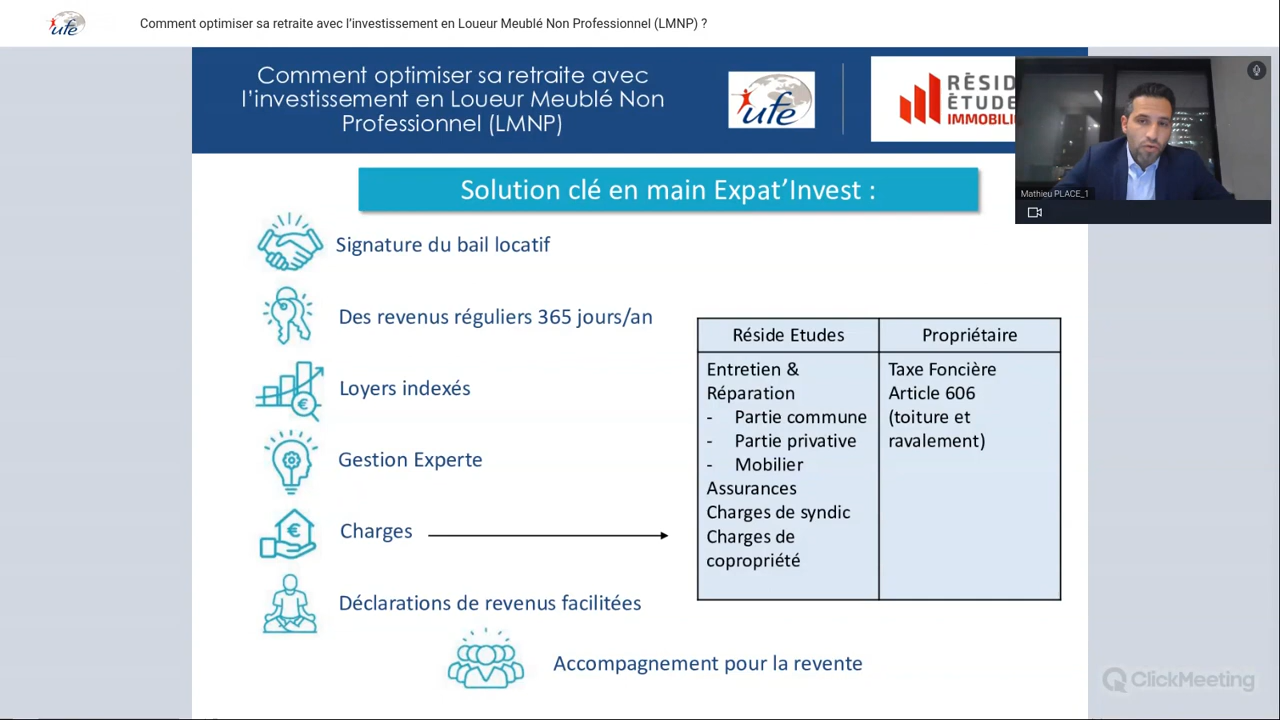 ufe
Comment optimiser sa retraite avec l'investissement en Loueur Meublé Non Professionnel (LMNP) ?
Comment optimiser sa retraite avec
l'investissement en Loueur Meublé Non
Professionnel (LMNP)
ufe
RÉSIDE
ÉTUDE
IMMOBILI
Mathieu PLACE_1
Solution clé en main Expat'Invest :
Signature du bail locatif
Des revenus réguliers 365 jours/an
Loyers indexés
Gestion Experte
Charges
Déclarations de revenus facilitées
Accompagnement pour la revente
Réside Etudes
Propriétaire
Entretien &
Réparation
- Partie commune
- Partie privative
- Mobilier
Assurances
Charges de syndic
Charges de
copropriété
Taxe Foncière
Article 606
(toiture et
ravalement)
ClickMeeting